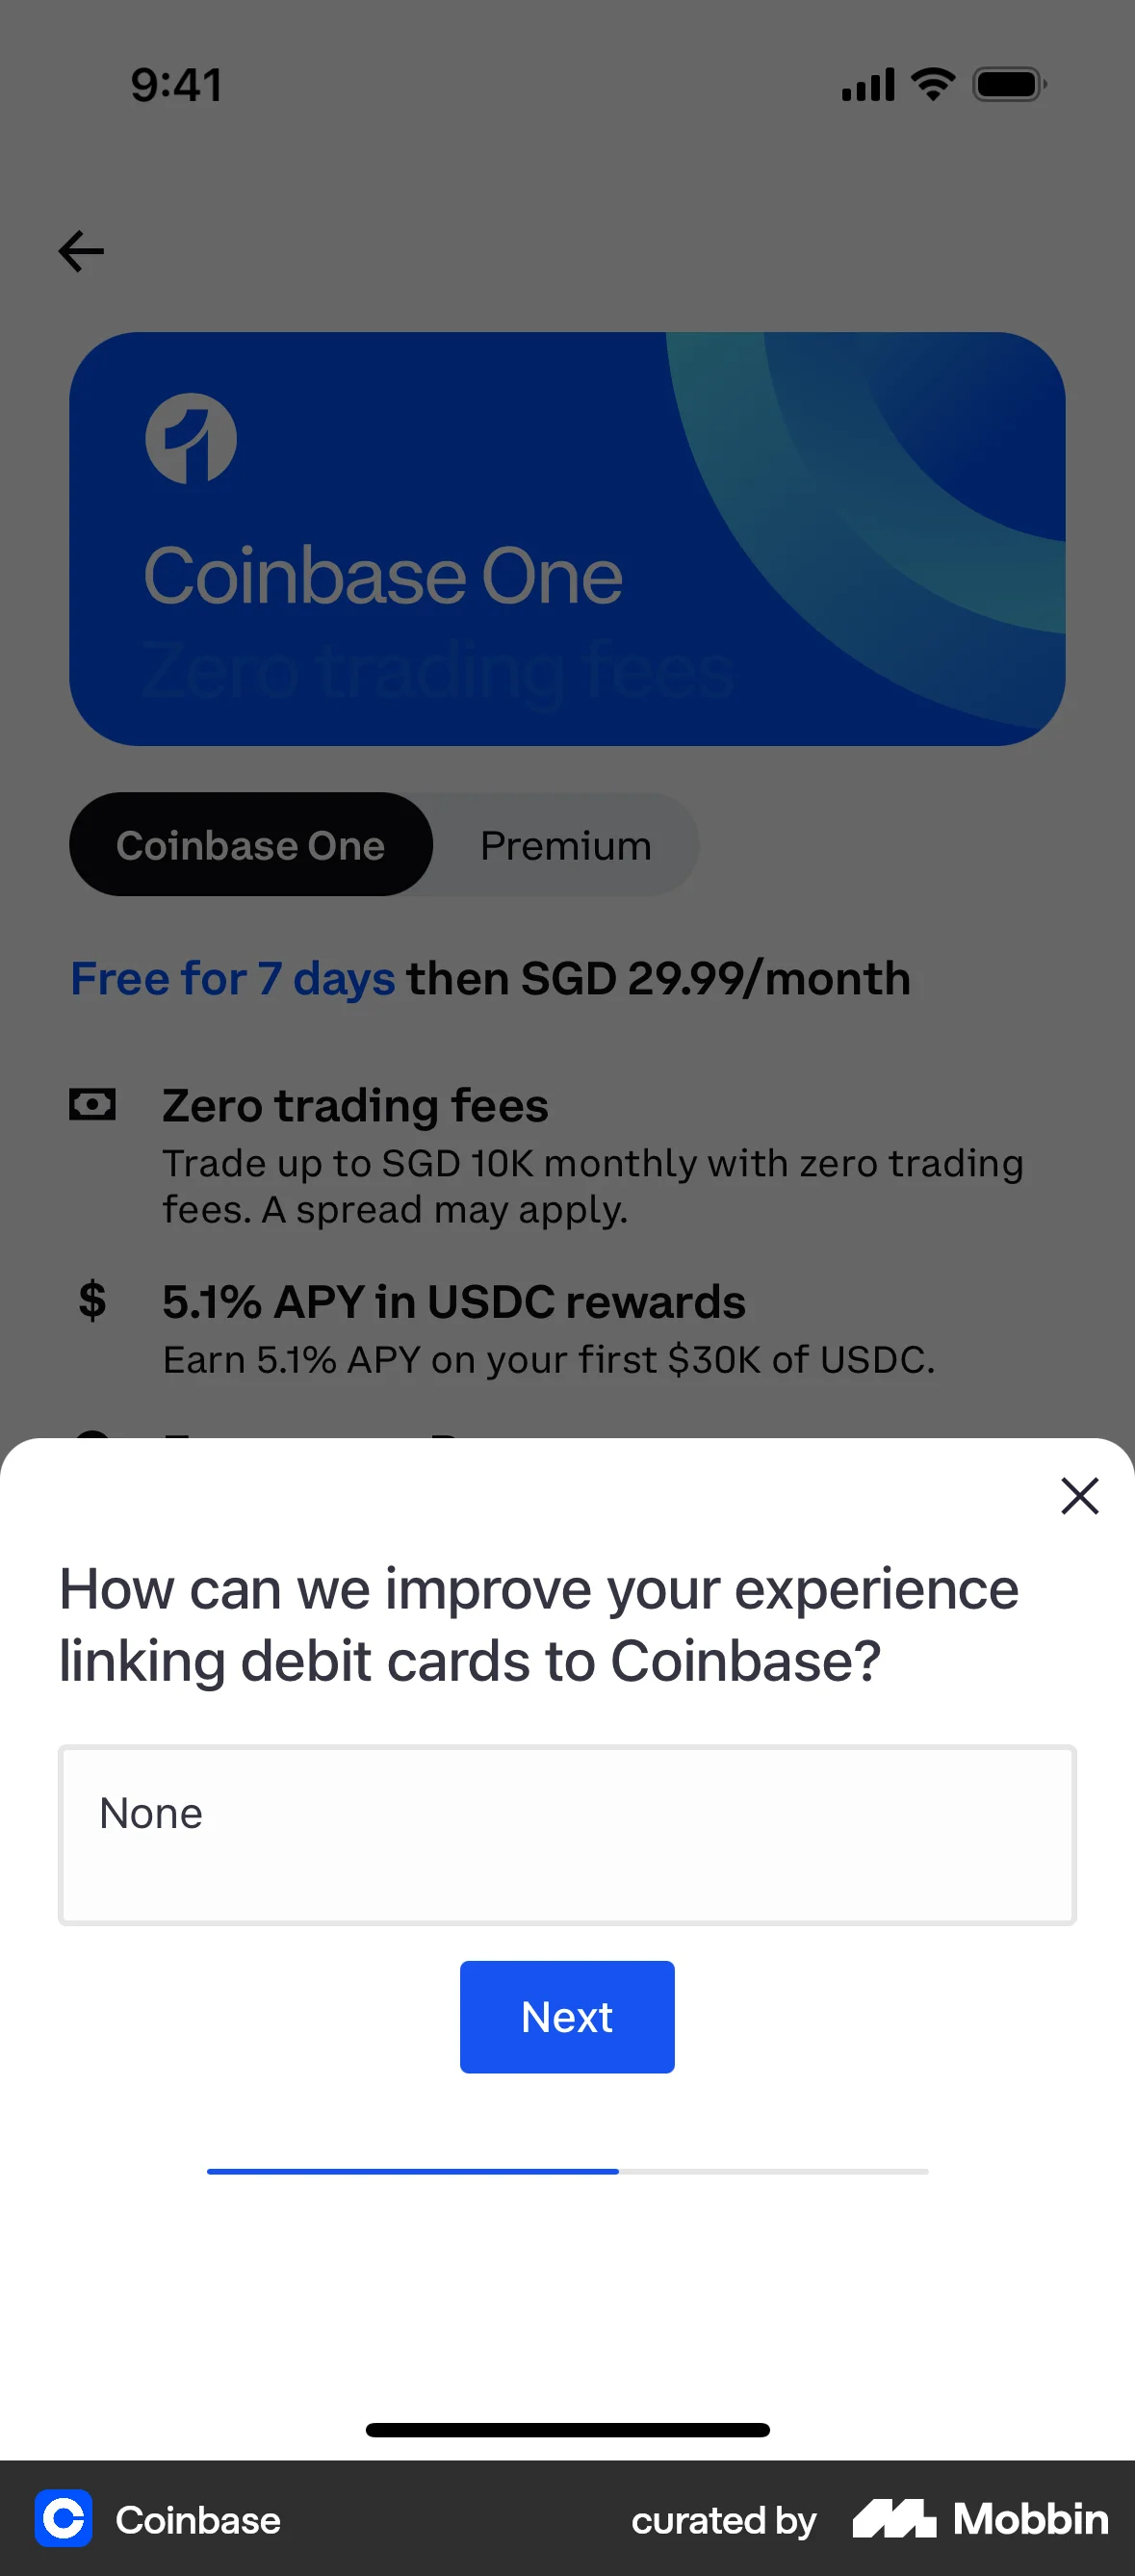 9:41
Coinbase One
Zero trading fees
Coinbase One
Premium
Free for 7 days then SGD 29.99/month
Zero trading fees
Trade up to SGD 10K monthly with zero trading
fees. A spread may apply.
$
5.1% APY in USDC rewards
Earn 5.1% APY on your first $30K of USDC.
How can we improve your experience
linking debit cards to Coinbase?
None
Next
Coinbase
curated by Mobbin